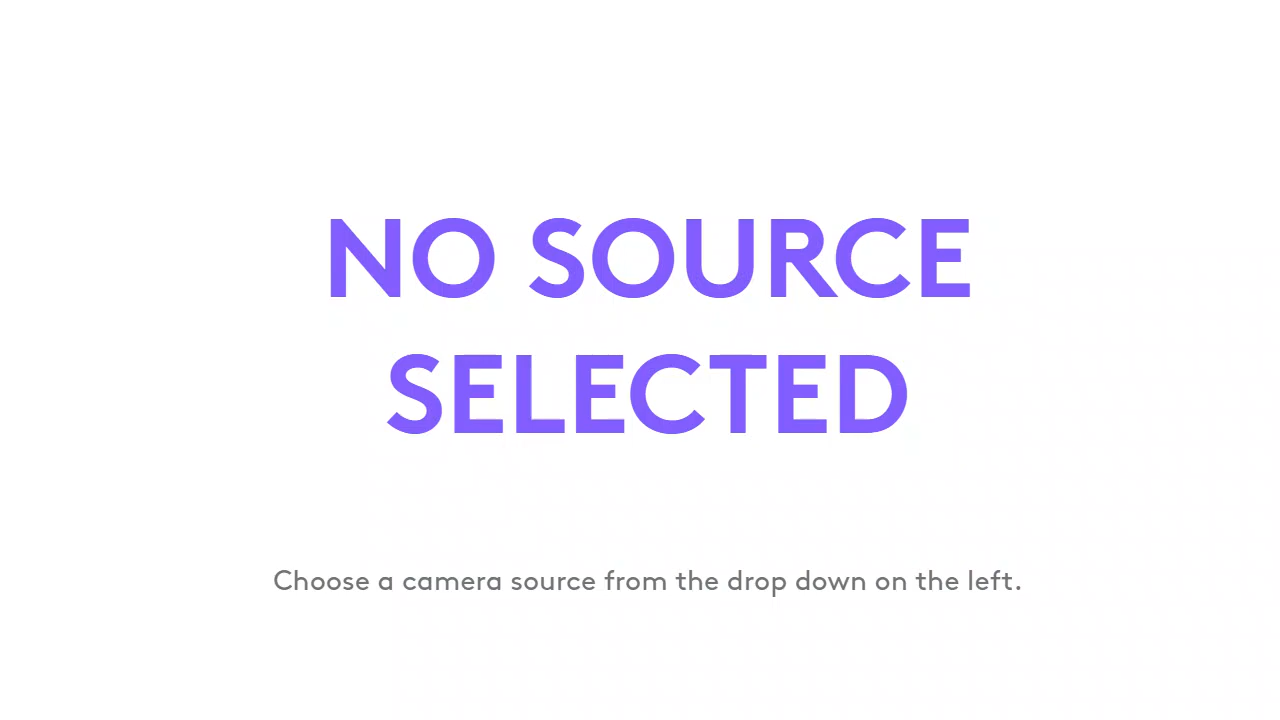 NO SOURCE
SELECTED
Choose a camera source from the drop down on the left.